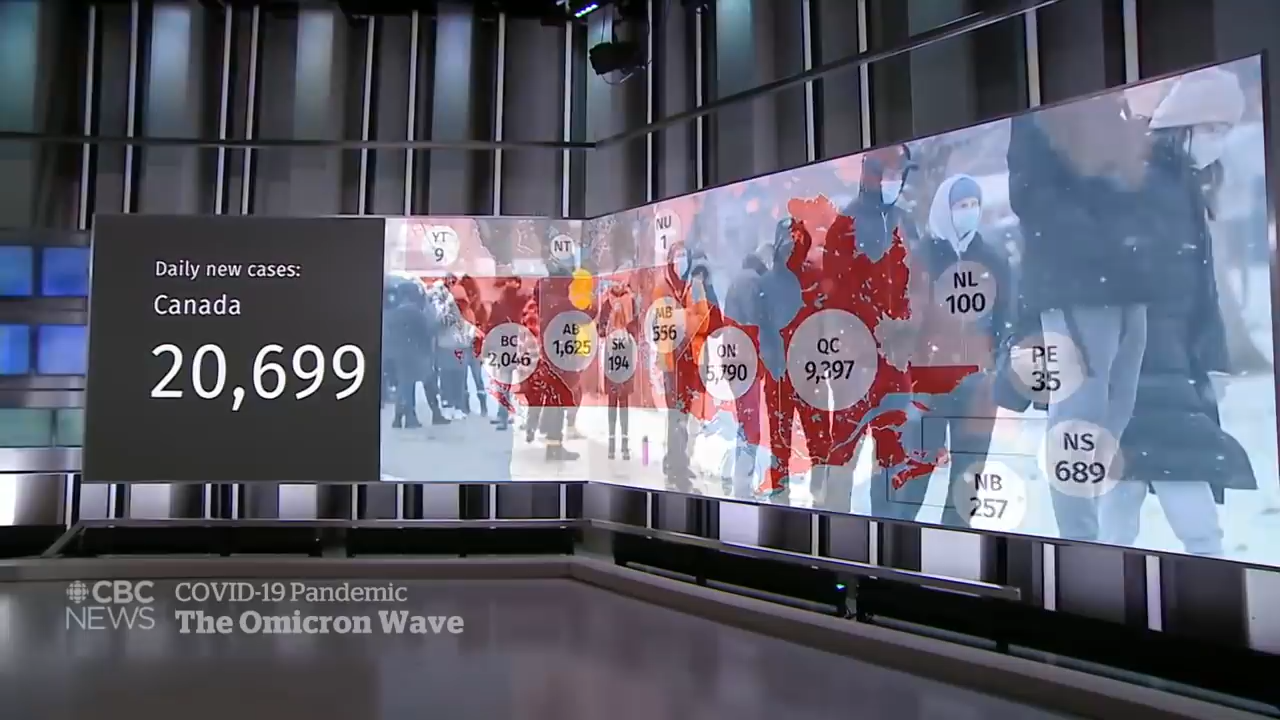 Daily new cases:
Canada
20,699
YT
9
NT
NU
1
BC
2,046
AB
1,625
SK
194
MB
556
ON
5,790
QC
9,397
NL
100
PE
35
NS
689
NB
257
CBC
NEWS
COVID-19 Pandemic
The Omicron Wave